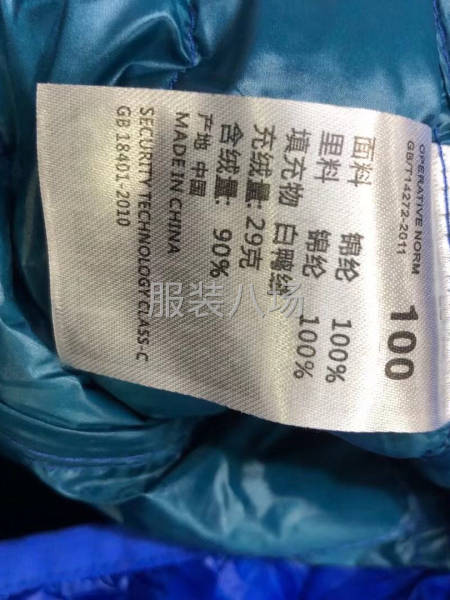 100
OPERATIVE NORM
GB/T14272-2011
面料 锦纶 100%
里料 锦纶 100%
填充物 白鸭绒
充绒量:29克
含绒量: 90%
产地 中国
MADE IN CHINA
SECURITY TECHNOLOGY CLASS-C
GB 18401-2010
服装八场